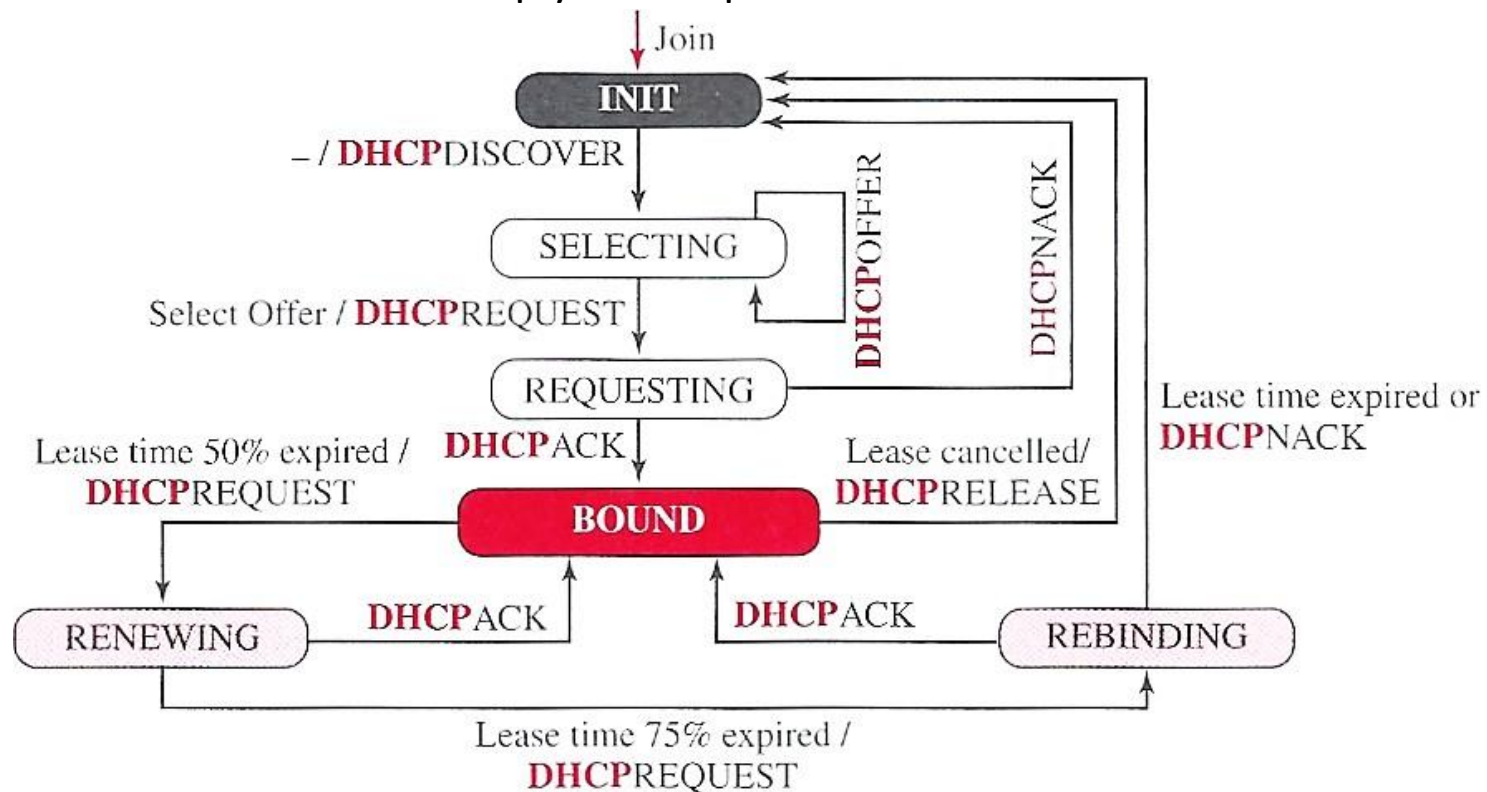 Join
INIT
– / DHCPDISCOVER
SELECTING
DHCPOFFER
DHCPNACK
Select Offer / DHCPREQUEST
REQUESTING
Lease time expired or
DHCPNACK
Lease time 50% expired /
DHCPREQUEST
DHCPACK
Lease cancelled/
DHCPRELEASE
BOUND
DHCPACK
DHCPACK
RENEWING
REBINDING
Lease time 75% expired /
DHCPREQUEST